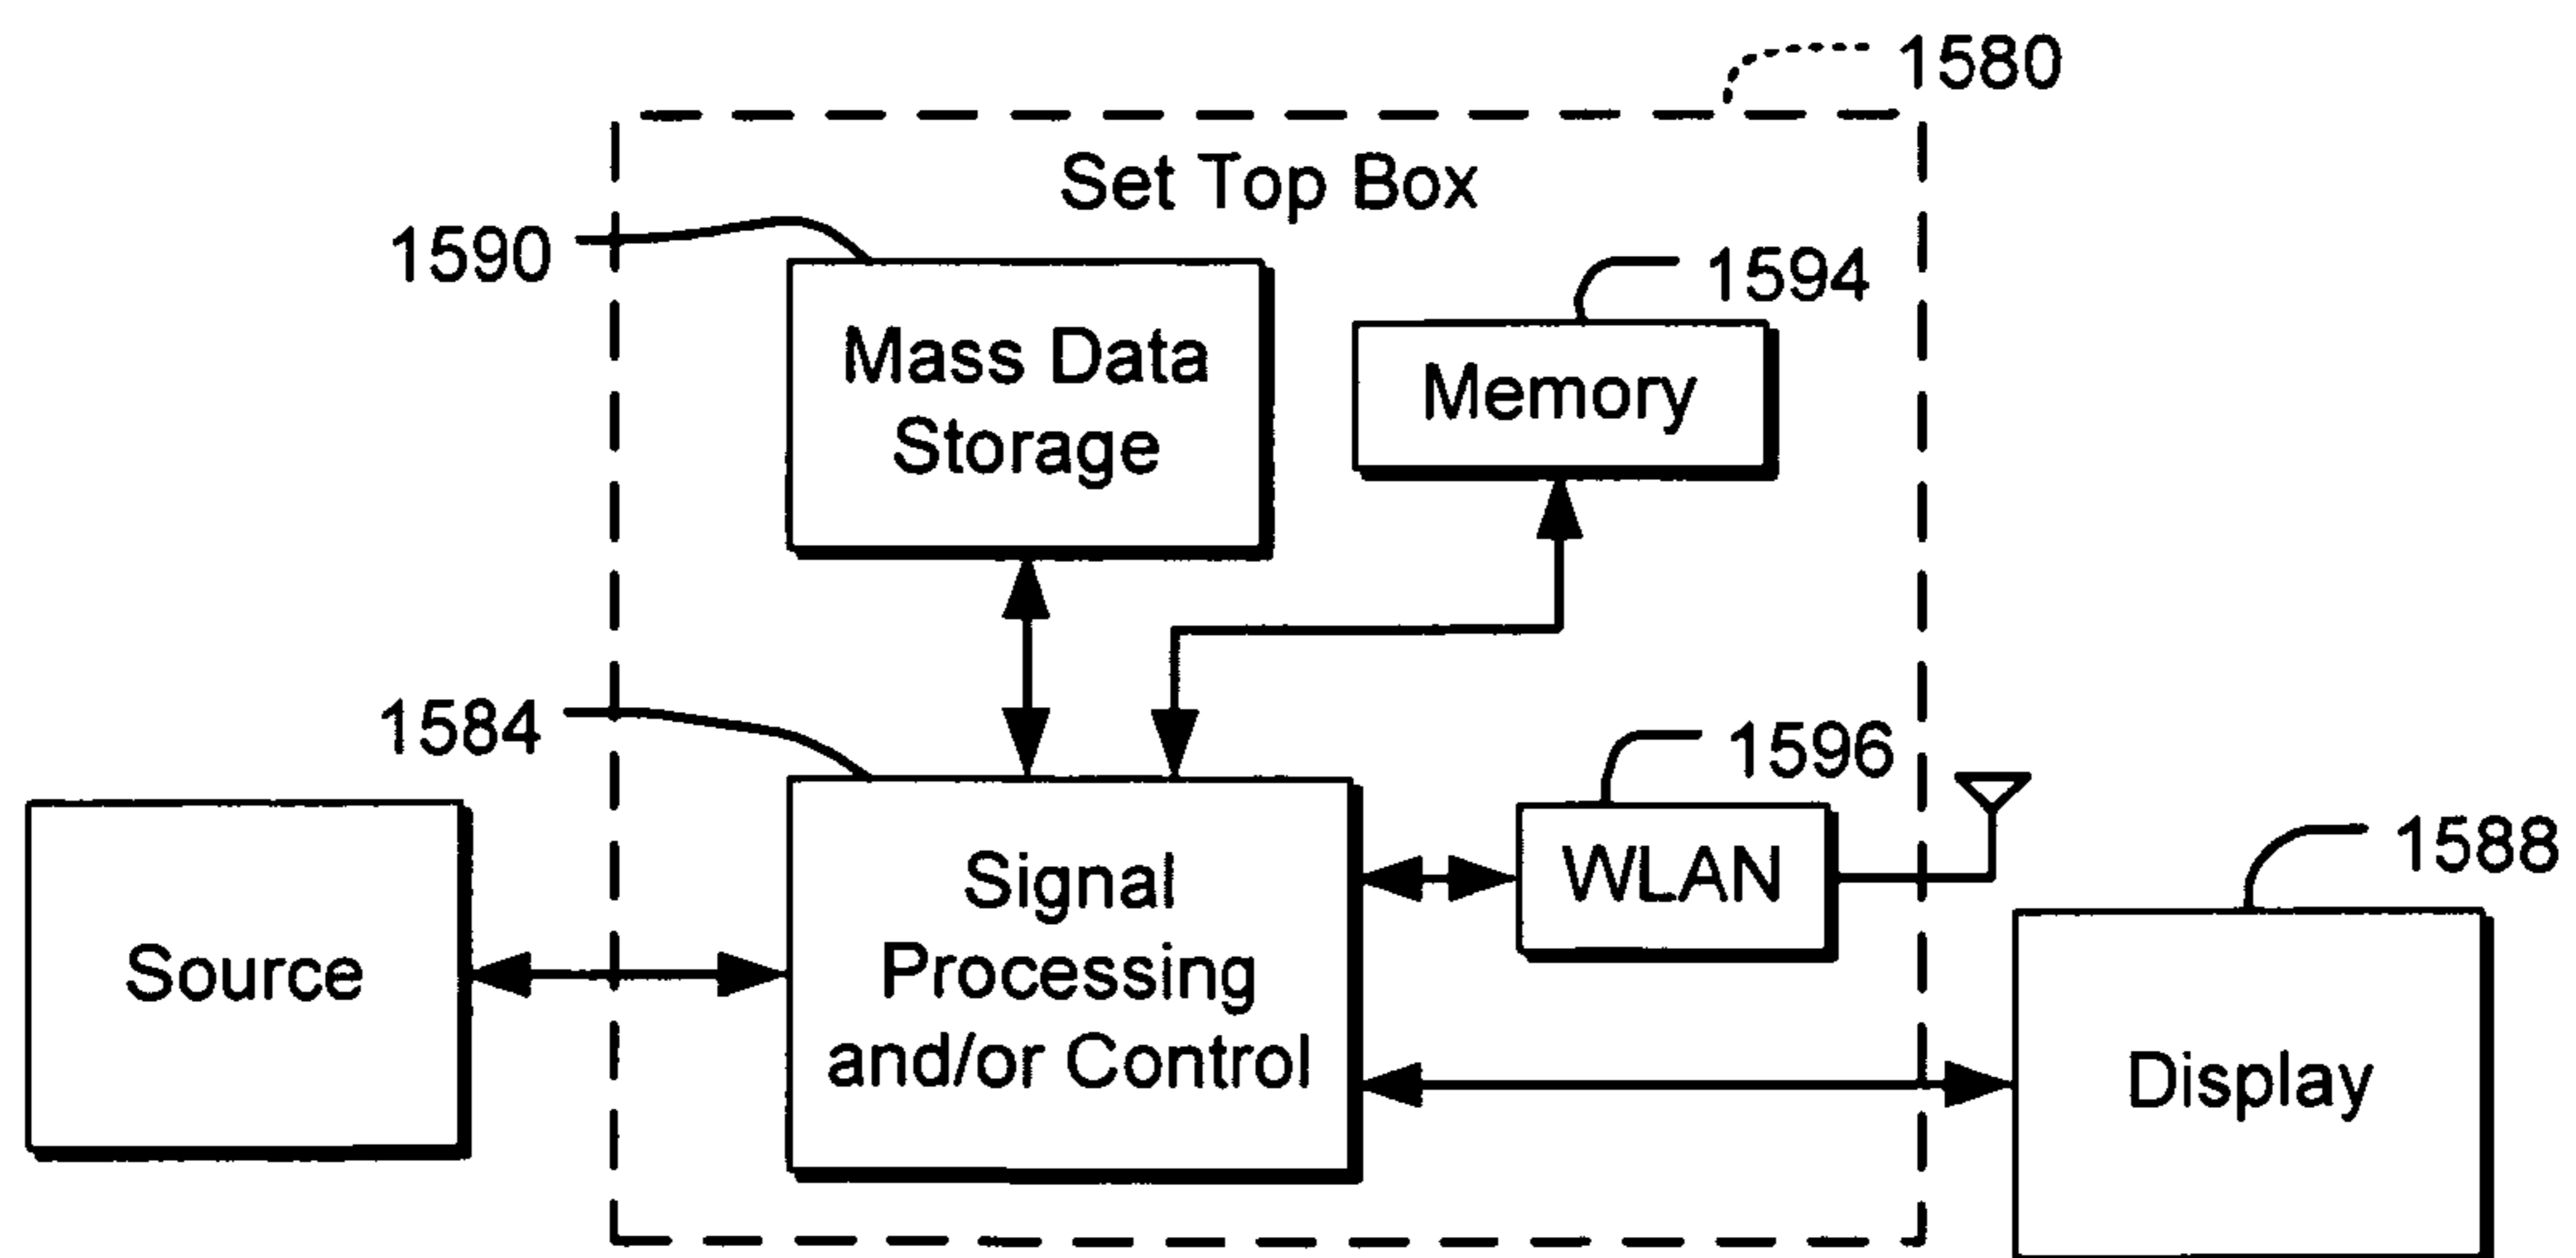 1580
Set Top Box
1590
1594
Mass Data
Storage
Memory
1584
1596
Signal
Processing
and/or Control
WLAN
1588
Source
Display